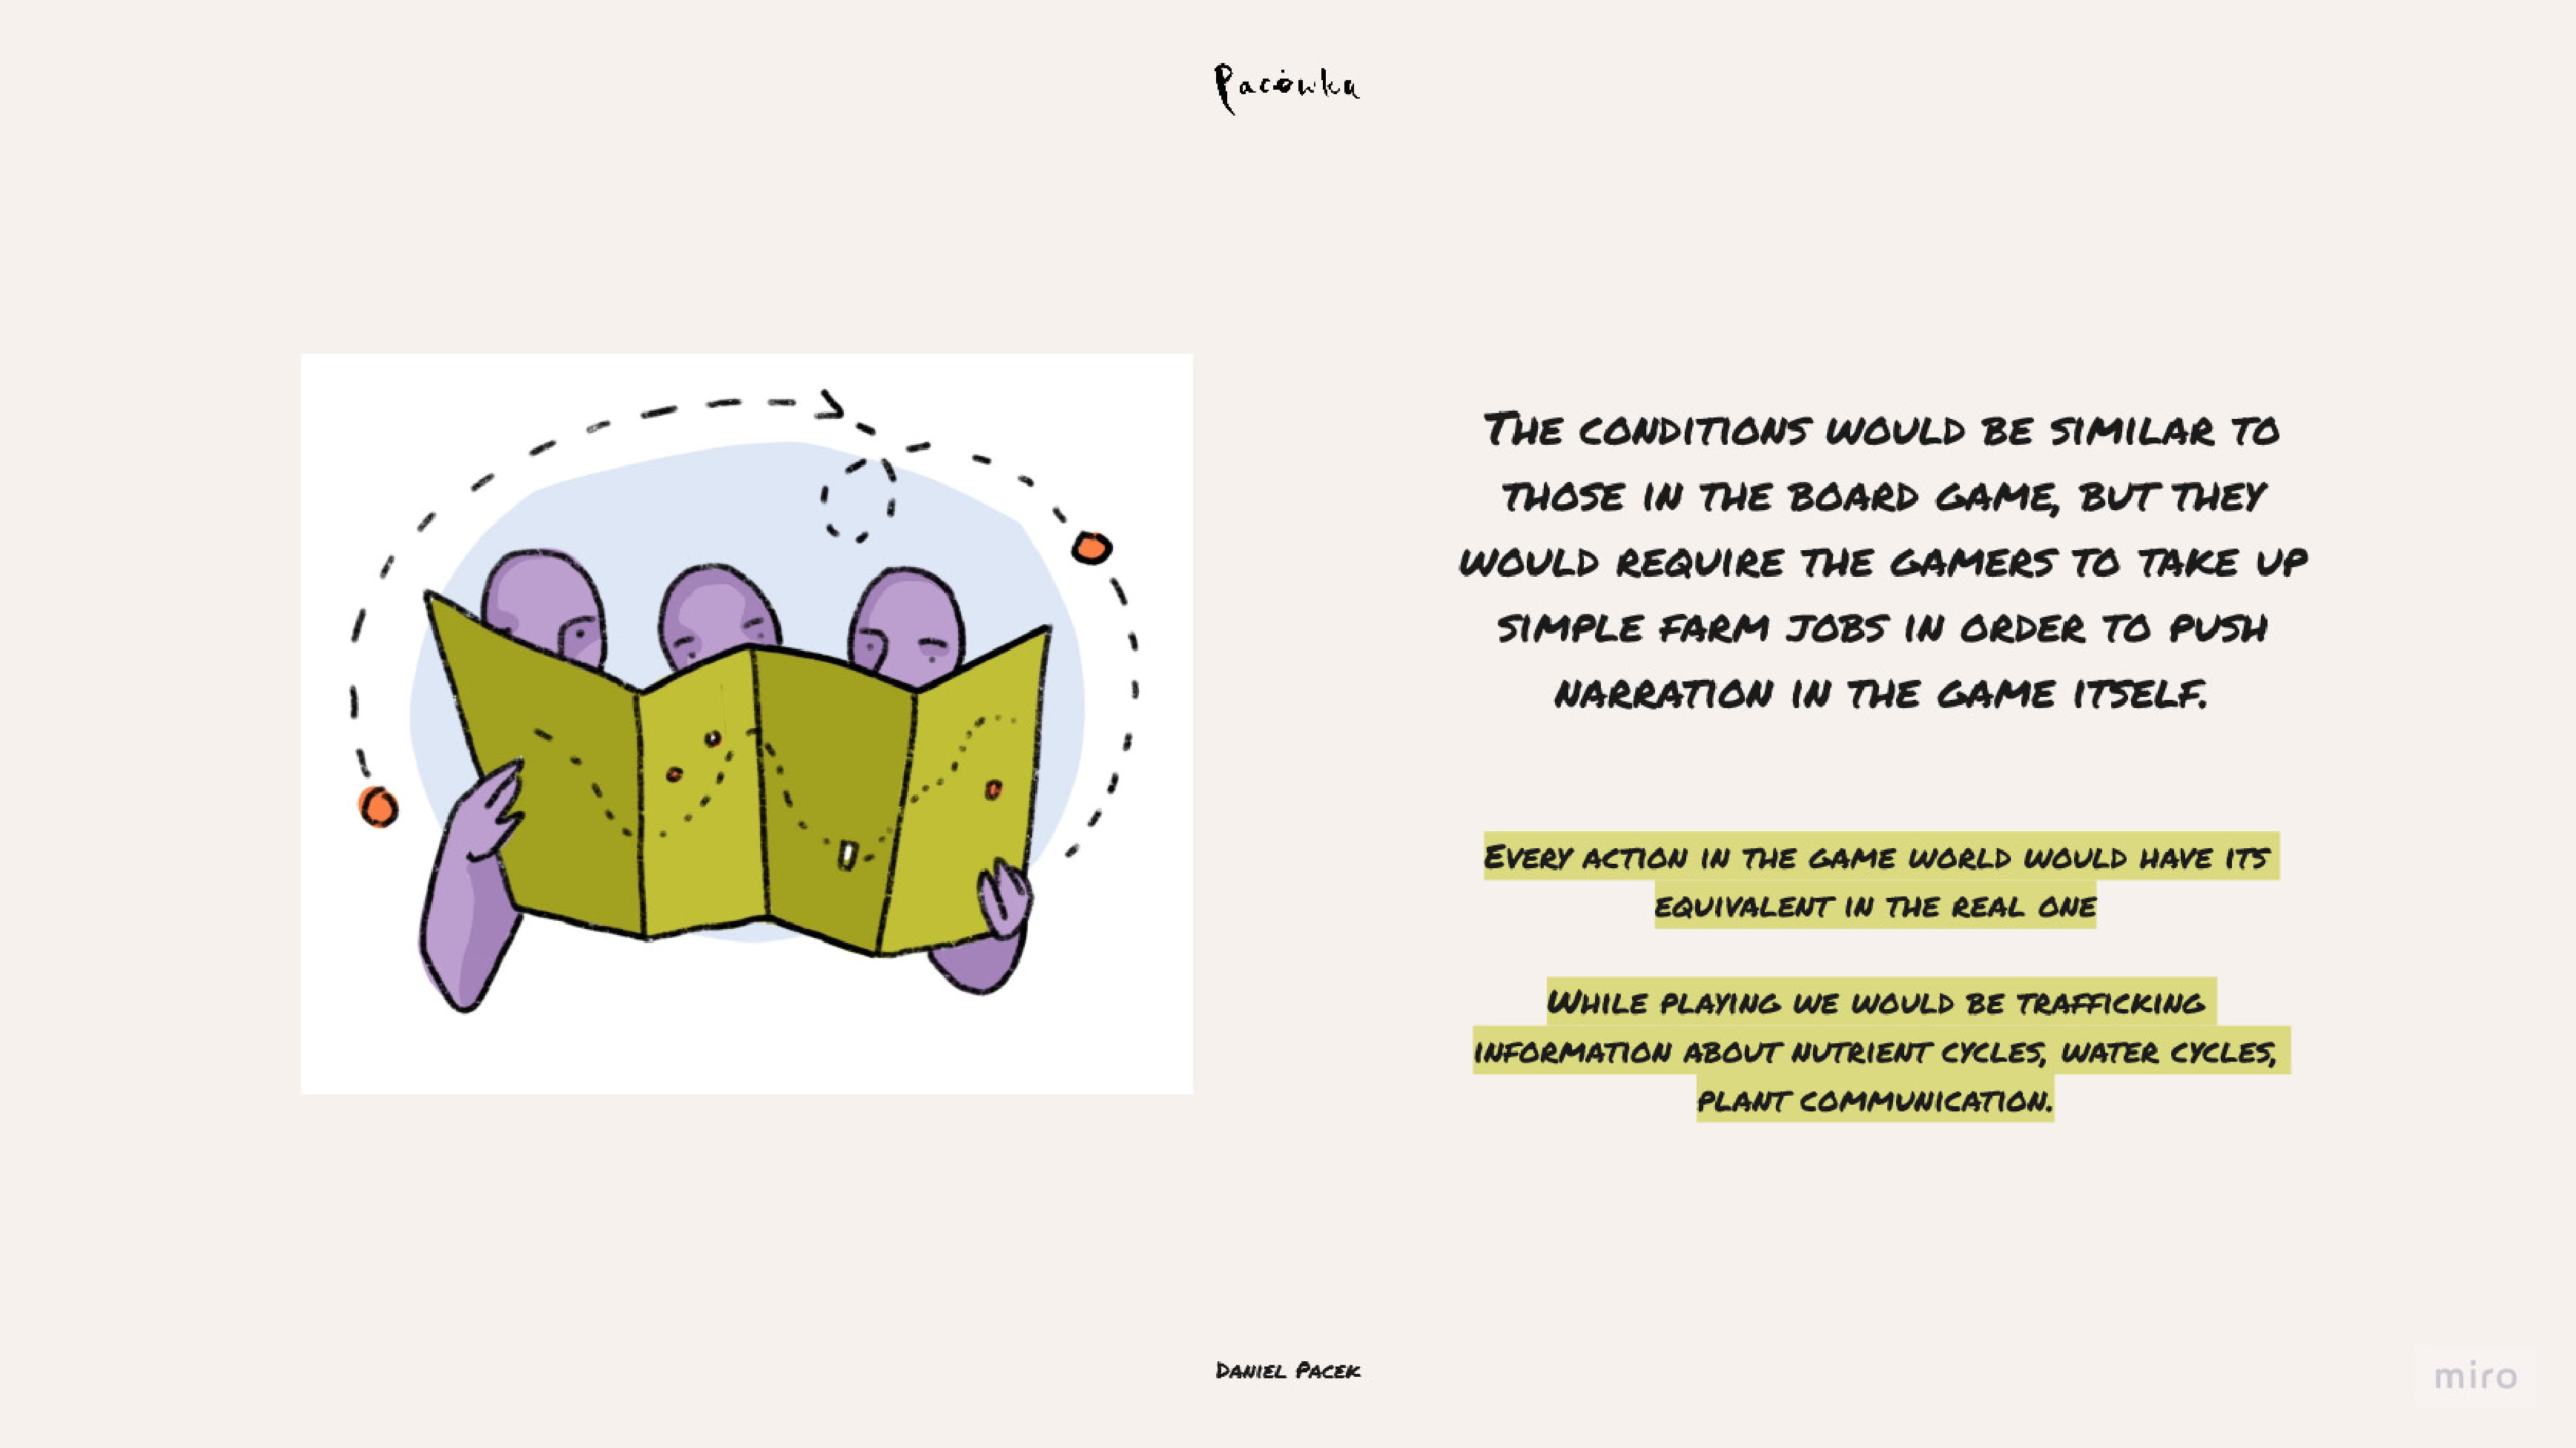 Pacówka
The conditions would be similar to
those in the board game, but they
would require the gamers to take up
simple farm jobs in order to push
narration in the game itself.
Every action in the game world would have its
equivalent in the real one
While playing we would be trafficking
information about nutrient cycles, water cycles,
plant communication.
Daniel Pacek
miro